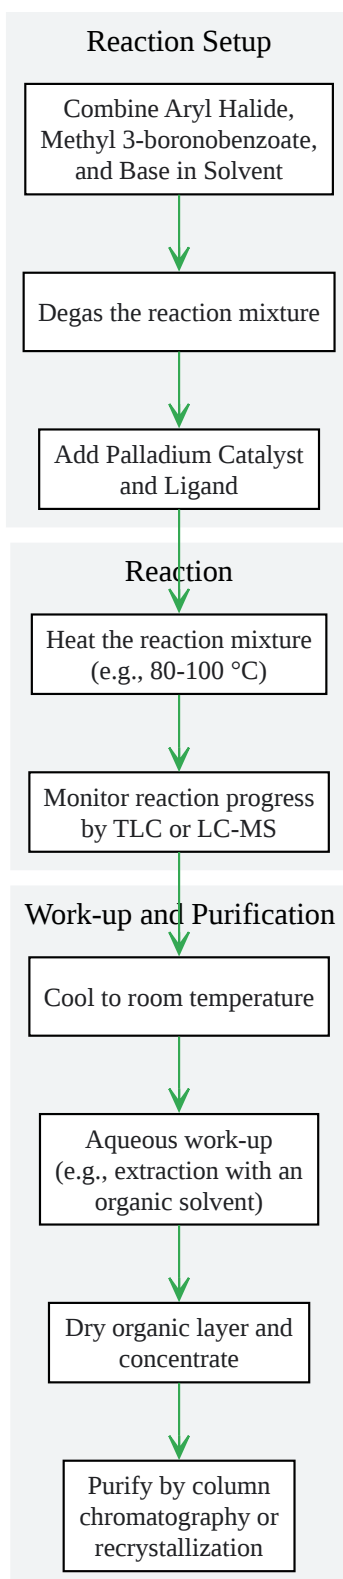 Reaction Setup
Combine Aryl Halide,
Methyl 3-boronobenzoate,
and Base in Solvent
Degas the reaction mixture
Add Palladium Catalyst
and Ligand
Reaction
Heat the reaction mixture
(e.g., 80-100 °C)
Monitor reaction progress
by TLC or LC-MS
Work-up and Purification
Cool to room temperature
Aqueous work-up
(e.g., extraction with an
organic solvent)
Dry organic layer and
concentrate
Purify by column
chromatography or
recrystallization